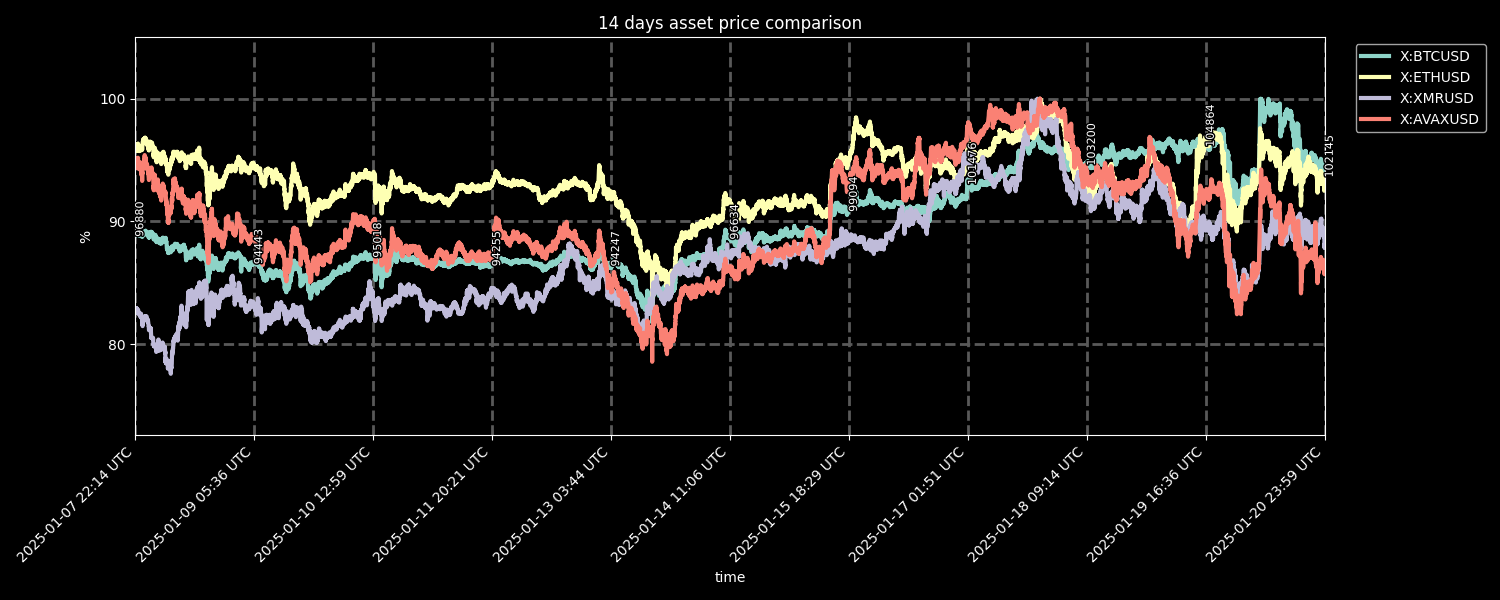 14 days asset price comparison
X:BTCUSD
X:ETHUSD
X:XMRUSD
X:AVAXUSD
100
90
80
%
96880
94443
95018
94255
94247
96634
99094
101476
103200
104864
102145
2025-01-07 22:14 UTC
2025-01-09 05:36 UTC
2025-01-10 12:59 UTC
2025-01-11 20:21 UTC
2025-01-13 03:44 UTC
2025-01-14 11:06 UTC
2025-01-15 18:29 UTC
2025-01-17 01:51 UTC
2025-01-18 09:14 UTC
2025-01-19 16:36 UTC
2025-01-20 23:59 UTC
time